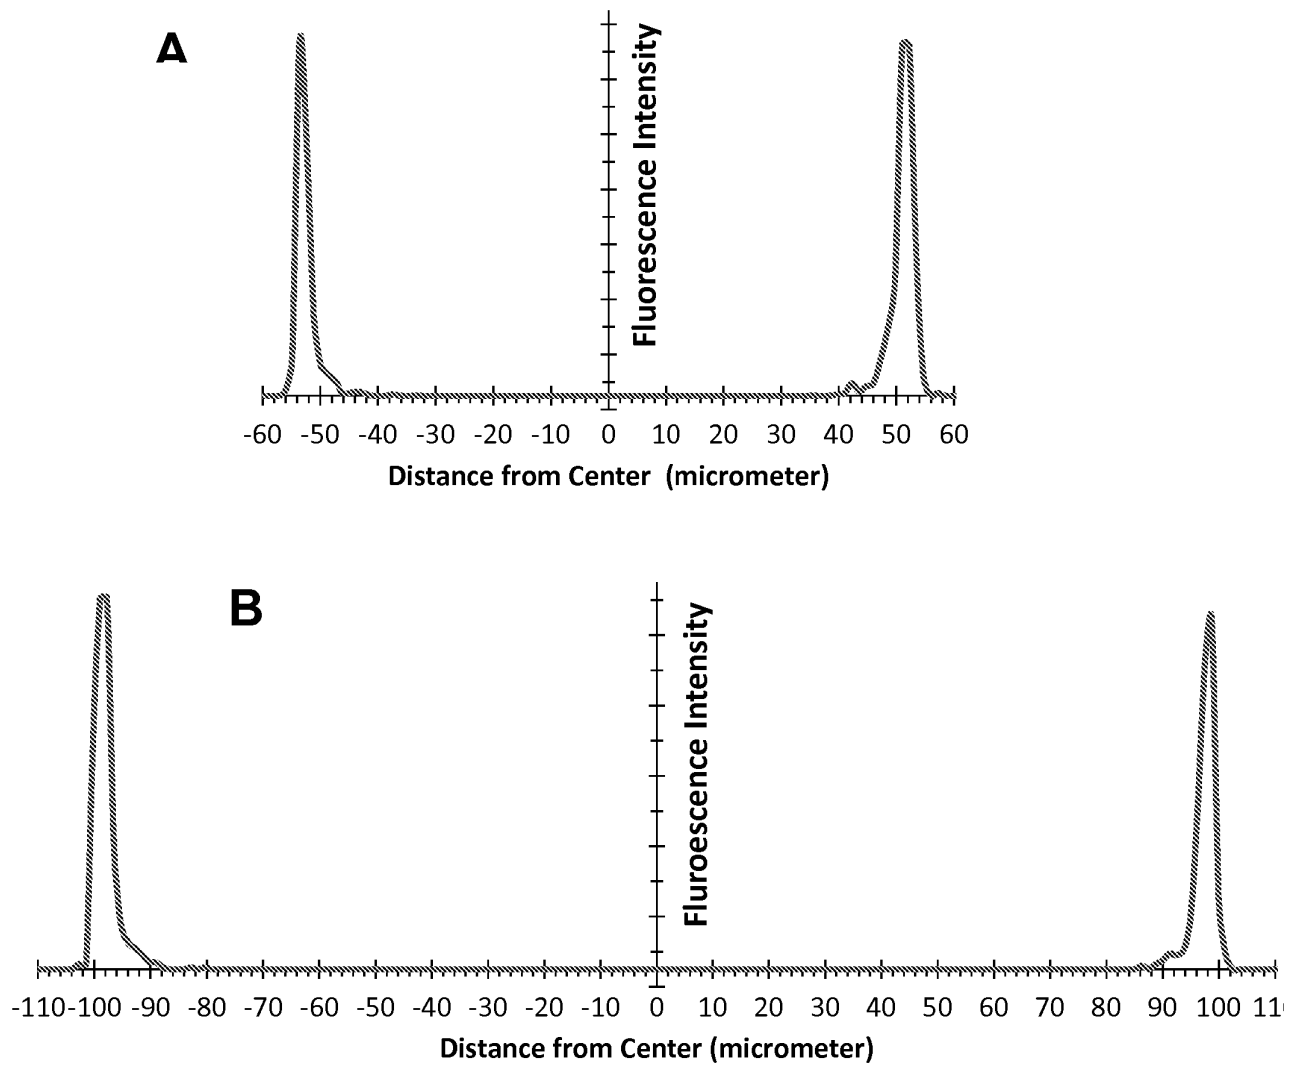 A
Fluorescence Intensity
-60 -50 -40 -30 -20 -10 0 10 20 30 40 50 60
Distance from Center (micrometer)
B
Fluroescence Intensity
-110 -100 -90 -80 -70 -60 -50 -40 -30 -20 -10 0 10 20 30 40 50 60 70 80 90 100 11
Distance from Center (micrometer)